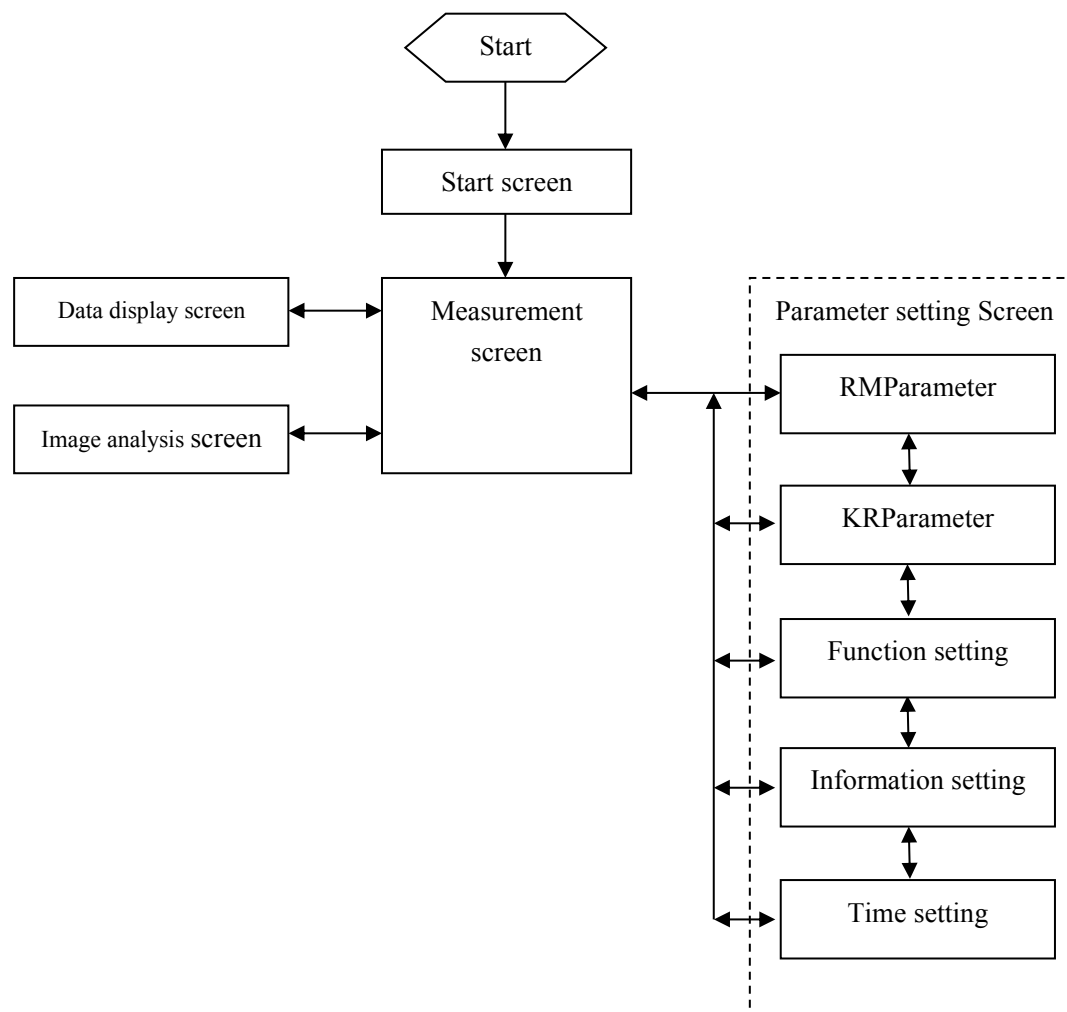 Start
Start screen
Data display screen
Measurement
screen
Parameter setting Screen
RMParameter
Image analysis screen
KRParameter
Function setting
Information setting
Time setting